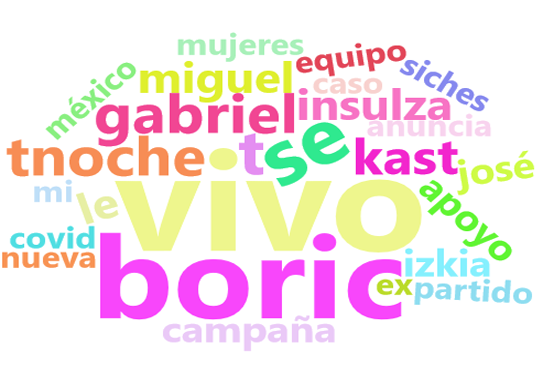 mujeres
equipo
siches
méxico
miguel
caso
gabriel
insulza
anuncia
tnoche
t
se
kast
josé
mi
le
vivo
apoyo
covid
nueva
boric
izkia
ex
partido
campaña